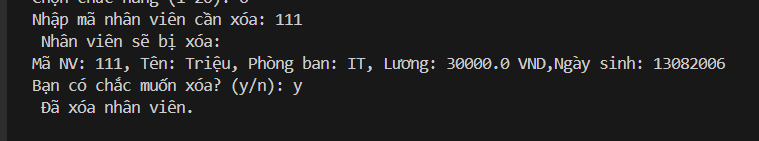 Nhập mã nhân viên cần xóa: 111
Nhân viên sẽ bị xóa:
Mã NV: 111, Tên: Triệu, Phòng ban: IT, Lương: 30000.0 VND,Ngày sinh: 13082006
Bạn có chắc muốn xóa? (y/n): y
Đã xóa nhân viên.